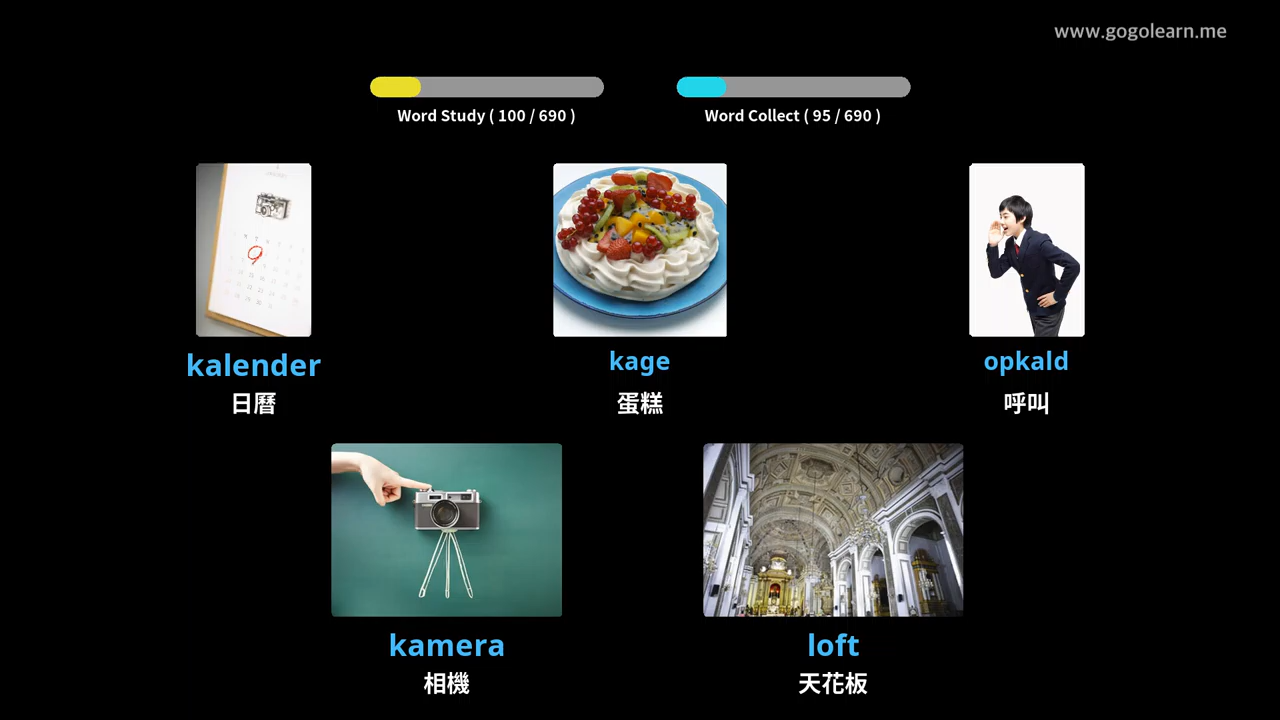 www.gogolearn.me
Word Study ( 100 / 690 )
Word Collect ( 95 / 690 )
kalender
日曆
kage
蛋糕
opkald
呼叫
kamera
相機
loft
天花板